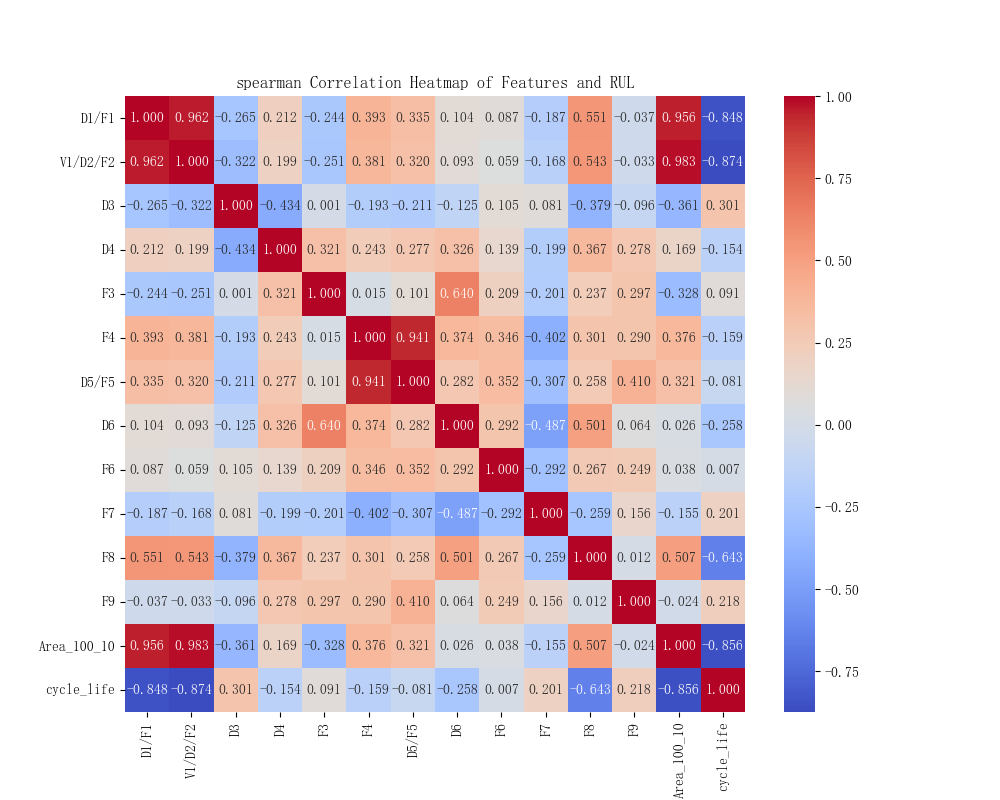 spearman Correlation Heatmap of Features and RUL
D1/F1 1.000 0.962 −0.265 0.212 −0.244 0.393 0.335 0.104 0.087 −0.187 0.551 −0.037 0.956 −0.848
V1/D2/F2 0.962 1.000 −0.322 0.199 −0.251 0.381 0.320 0.093 0.059 −0.168 0.543 −0.033 0.983 −0.874
D3 −0.265 −0.322 1.000 −0.434 0.001 −0.193 −0.211 −0.125 0.105 0.081 −0.379 −0.096 −0.361 0.301
D4 0.212 0.199 −0.434 1.000 0.321 0.243 0.277 0.326 0.139 −0.199 0.367 0.278 0.169 −0.154
F3 −0.244 −0.251 0.001 0.321 1.000 0.015 0.101 0.640 0.209 −0.201 0.237 0.297 −0.328 0.091
F4 0.393 0.381 −0.193 0.243 0.015 1.000 0.941 0.374 0.346 −0.402 0.301 0.290 0.376 −0.159
D5/F5 0.335 0.320 −0.211 0.277 0.101 0.941 1.000 0.282 0.352 −0.307 0.258 0.410 0.321 −0.081
D6 0.104 0.093 −0.125 0.326 0.640 0.374 0.282 1.000 0.292 −0.487 0.501 0.064 0.026 −0.258
F6 0.087 0.059 0.105 0.139 0.209 0.346 0.352 0.292 1.000 −0.292 0.267 0.249 0.038 0.007
F7 −0.187 −0.168 0.081 −0.199 −0.201 −0.402 −0.307 −0.487 −0.292 1.000 −0.259 0.156 −0.155 0.201
F8 0.551 0.543 −0.379 0.367 0.237 0.301 0.258 0.501 0.267 −0.259 1.000 0.012 0.507 −0.643
F9 −0.037 −0.033 −0.096 0.278 0.297 0.290 0.410 0.064 0.249 0.156 0.012 1.000 −0.024 0.218
Area_100_10 0.956 0.983 −0.361 0.169 −0.328 0.376 0.321 0.026 0.038 −0.155 0.507 −0.024 1.000 −0.856
cycle_life −0.848 −0.874 0.301 −0.154 0.091 −0.159 −0.081 −0.258 0.007 0.201 −0.643 0.218 −0.856 1.000
D1/F1 V1/D2/F2 D3 D4 F3 F4 D5/F5 D6 F6 F7 F8 F9 Area_100_10 cycle_life
1.00
0.75
0.50
0.25
0.00
−0.25
−0.50
−0.75